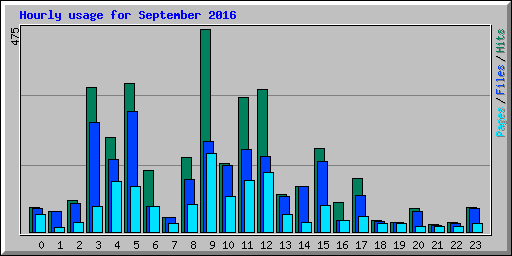 Hourly usage for September 2016
475
Pages/Files/Hits
0 1 2 3 4 5 6 7 8 9 10 11 12 13 14 15 16 17 18 19 20 21 22 23